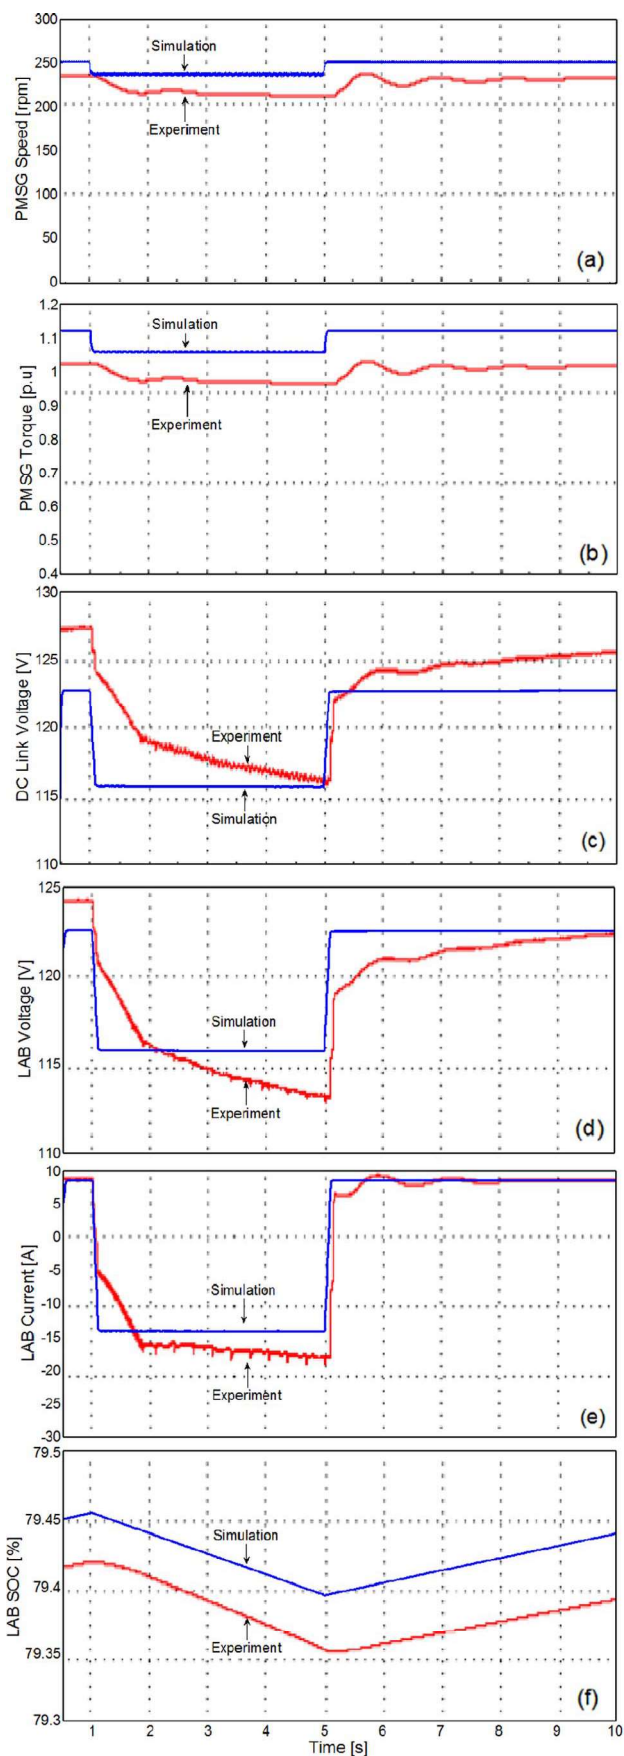 300
250
200
150
100
50
0
PMSG Speed [rpm]
Simulation
Experiment
(a)
1.2
1.1
1
0.9
0.8
0.7
0.6
0.5
0.4
PMSG Torque [p.u]
Simulation
Experiment
(b)
130
125
120
115
110
DC Link Voltage [V]
Experiment
Simulation
(c)
125
120
115
110
LAB Voltage [V]
Simulation
Experiment
(d)
10
5
0
-5
-10
-15
-20
-25
-30
LAB Current [A]
Simulation
Experiment
(e)
79.5
79.45
79.4
79.35
79.3
LAB SOC [%]
Simulation
Experiment
(f)
1 2 3 4 5 6 7 8 9 10
Time [s]